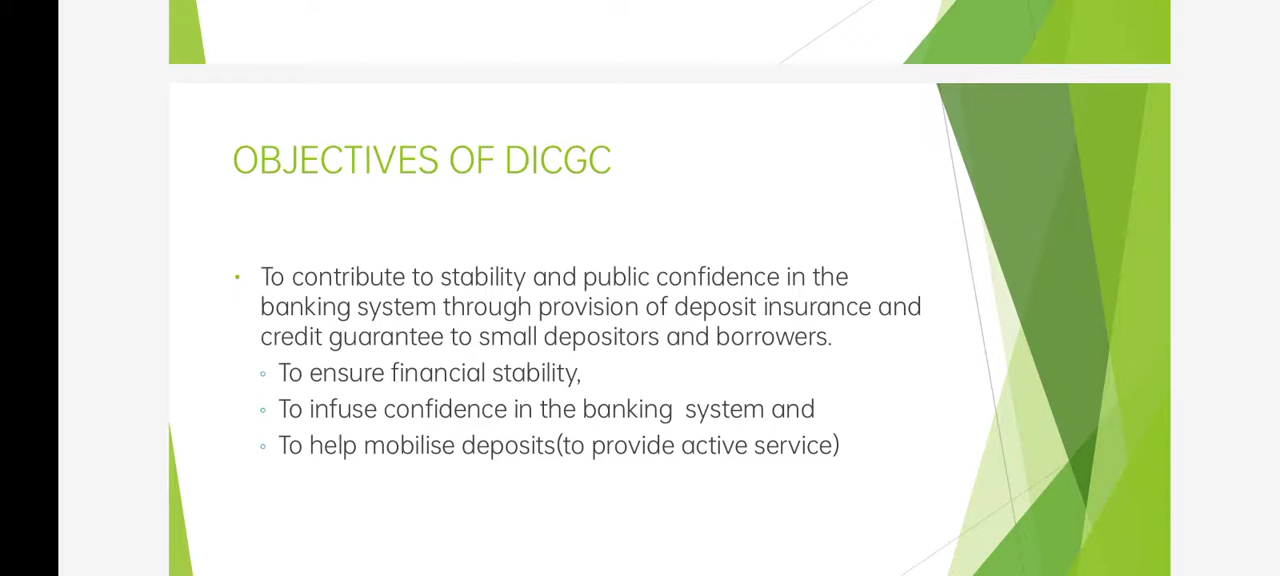 OBJECTIVES OF DICGC
• To contribute to stability and public confidence in the
banking system through provision of deposit insurance and
credit guarantee to small depositors and borrowers.
◦ To ensure financial stability,
◦ To infuse confidence in the banking  system and
◦ To help mobilise deposits(to provide active service)